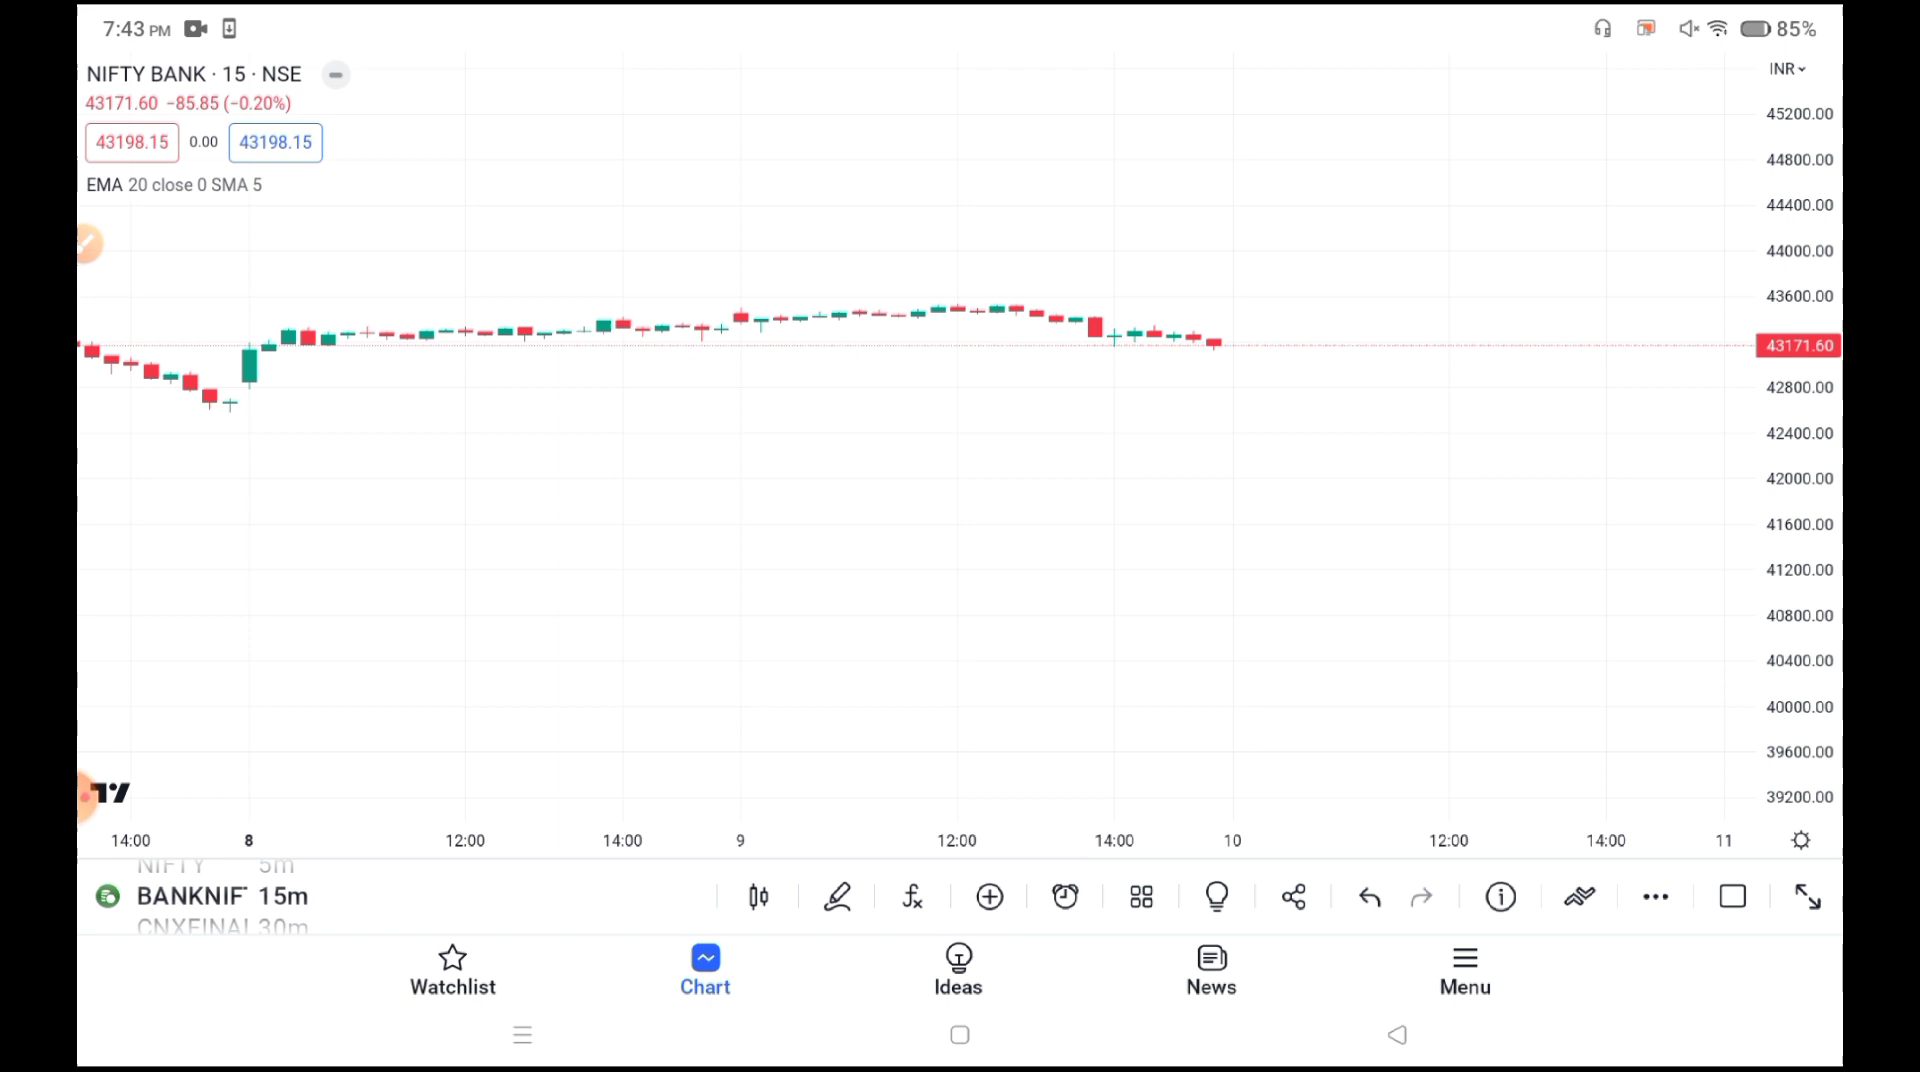 7:43 PM
85%
NIFTY BANK · 15 · NSE
INR
43171.60 −85.85 (−0.20%)
43198.15 0.00 43198.15
EMA 20 close 0 SMA 5
45200.00
44800.00
44400.00
44000.00
43600.00
43171.60
42800.00
42400.00
42000.00
41600.00
41200.00
40800.00
40400.00
40000.00
39600.00
39200.00
14:00 8 12:00 14:00 9 12:00 14:00 10 12:00 14:00 11
NIFTY 5m
BANKNIF 15m
CNXFINAI 30m
Watchlist Chart Ideas News Menu